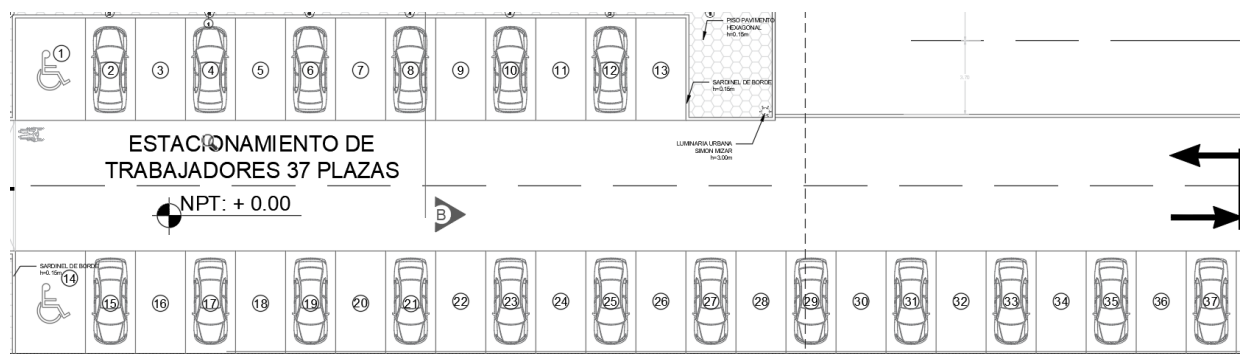 PISO PAVIMENTO
HEXAGONAL
h=0.15m
1
2
3
4
5
6
7
8
9
10
11
12
13
SARDINEL DE BORDE
h=0.15m
LUMINARIA URBANA
SIMON MIZAR
h=3.00m
ESTACIONAMIENTO DE
TRABAJADORES 37 PLAZAS
NPT: + 0.00
B
SARDINEL DE BORDE
h=0.15m
14
15
16
17
18
19
20
21
22
23
24
25
26
27
28
29
30
31
32
33
34
35
36
37